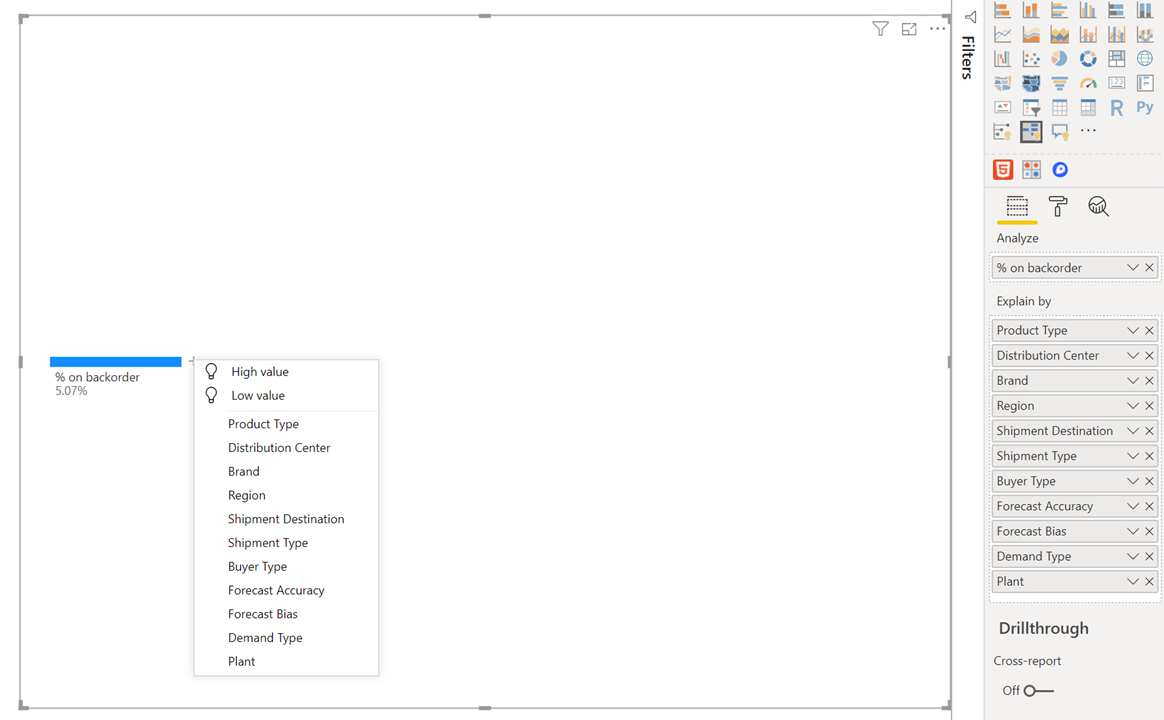 Filters
% on backorder
5.07%
High value
Low value
Product Type
Distribution Center
Brand
Region
Shipment Destination
Shipment Type
Buyer Type
Forecast Accuracy
Forecast Bias
Demand Type
Plant
123
R
Py
5
Analyze
% on backorder
Explain by
Product Type
Distribution Center
Brand
Region
Shipment Destination
Shipment Type
Buyer Type
Forecast Accuracy
Forecast Bias
Demand Type
Plant
Drillthrough
Cross-report
Off